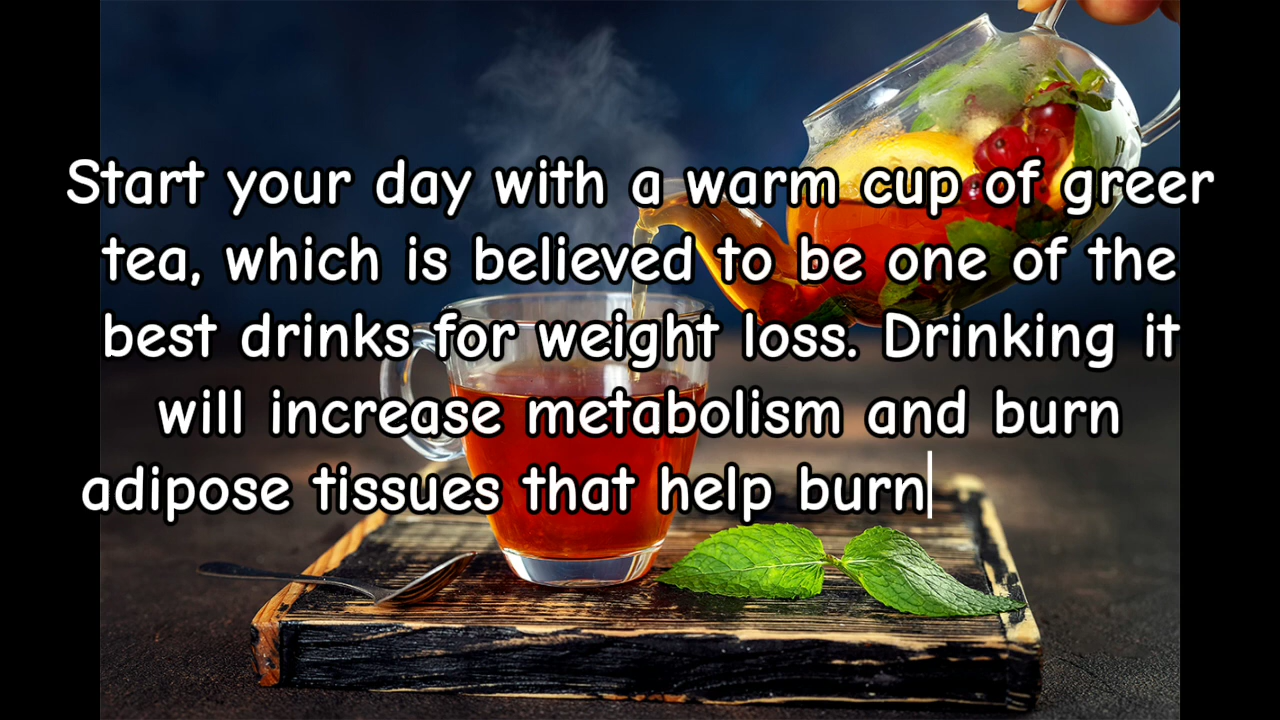 Start your day with a warm cup of greer
tea, which is believed to be one of the
best drinks for weight loss. Drinking it
will increase metabolism and burn
adipose tissues that help burn